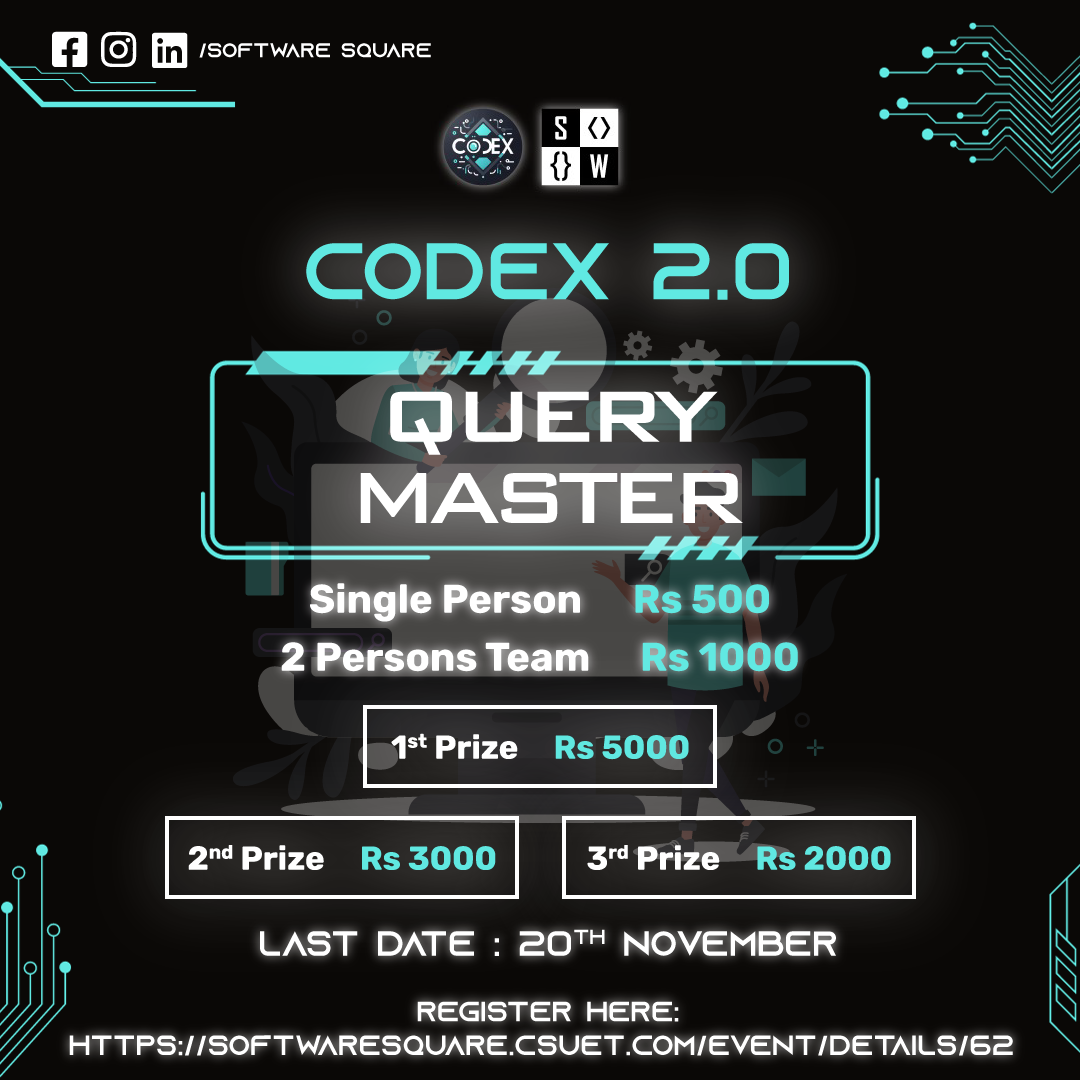 /SOFTWARE SQUARE
CODEX
S <>
{} W
CODEX 2.0
QUERY
MASTER
Single Person Rs 500
2 Persons Team Rs 1000
1st Prize Rs 5000
2nd Prize Rs 3000
3rd Prize Rs 2000
LAST DATE : 20TH NOVEMBER
REGISTER HERE:
HTTPS://SOFTWARESQUARE.CSUET.COM/EVENT/DETAILS/62